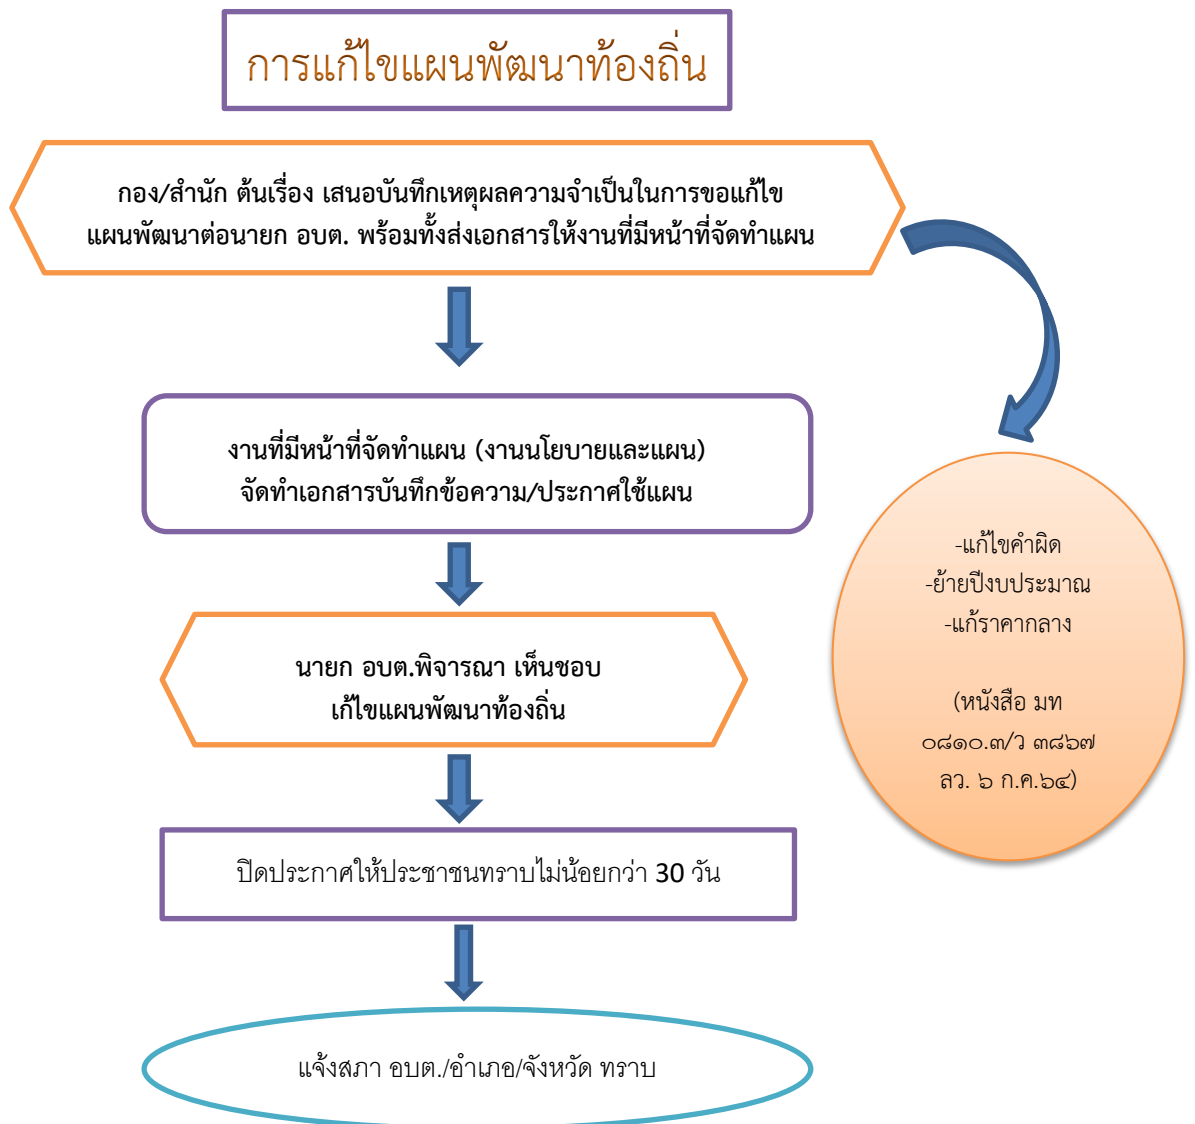 การแก้ไขแผนพัฒนาท้องถิ่น
กอง/สำนัก ต้นเรื่อง เสนอบันทึกเหตุผลความจำเป็นในการขอแก้ไข
แผนพัฒนาต่อนายก อบต. พร้อมทั้งส่งเอกสารให้งานที่มีหน้าที่จัดทำแผน
งานที่มีหน้าที่จัดทำแผน (งานนโยบายและแผน)
จัดทำเอกสารบันทึกข้อความ/ประกาศใช้แผน
-แก้ไขคำผิด
-ย้ายปีงบประมาณ
-แก้ราคากลาง
(หนังสือ มท
๐๘๑๐.๓/ว ๓๘๖๗
ลว. ๖ ก.ค.๖๔)
นายก อบต.พิจารณา เห็นชอบ
เก้ไขแผนพัฒนาท้องถิ่น
ปิดประกาศให้ประชาชนทราบไม่น้อยกว่า 30 วัน
แจ้งสภา อบต./อำเภอ/จังหวัด ทราบ